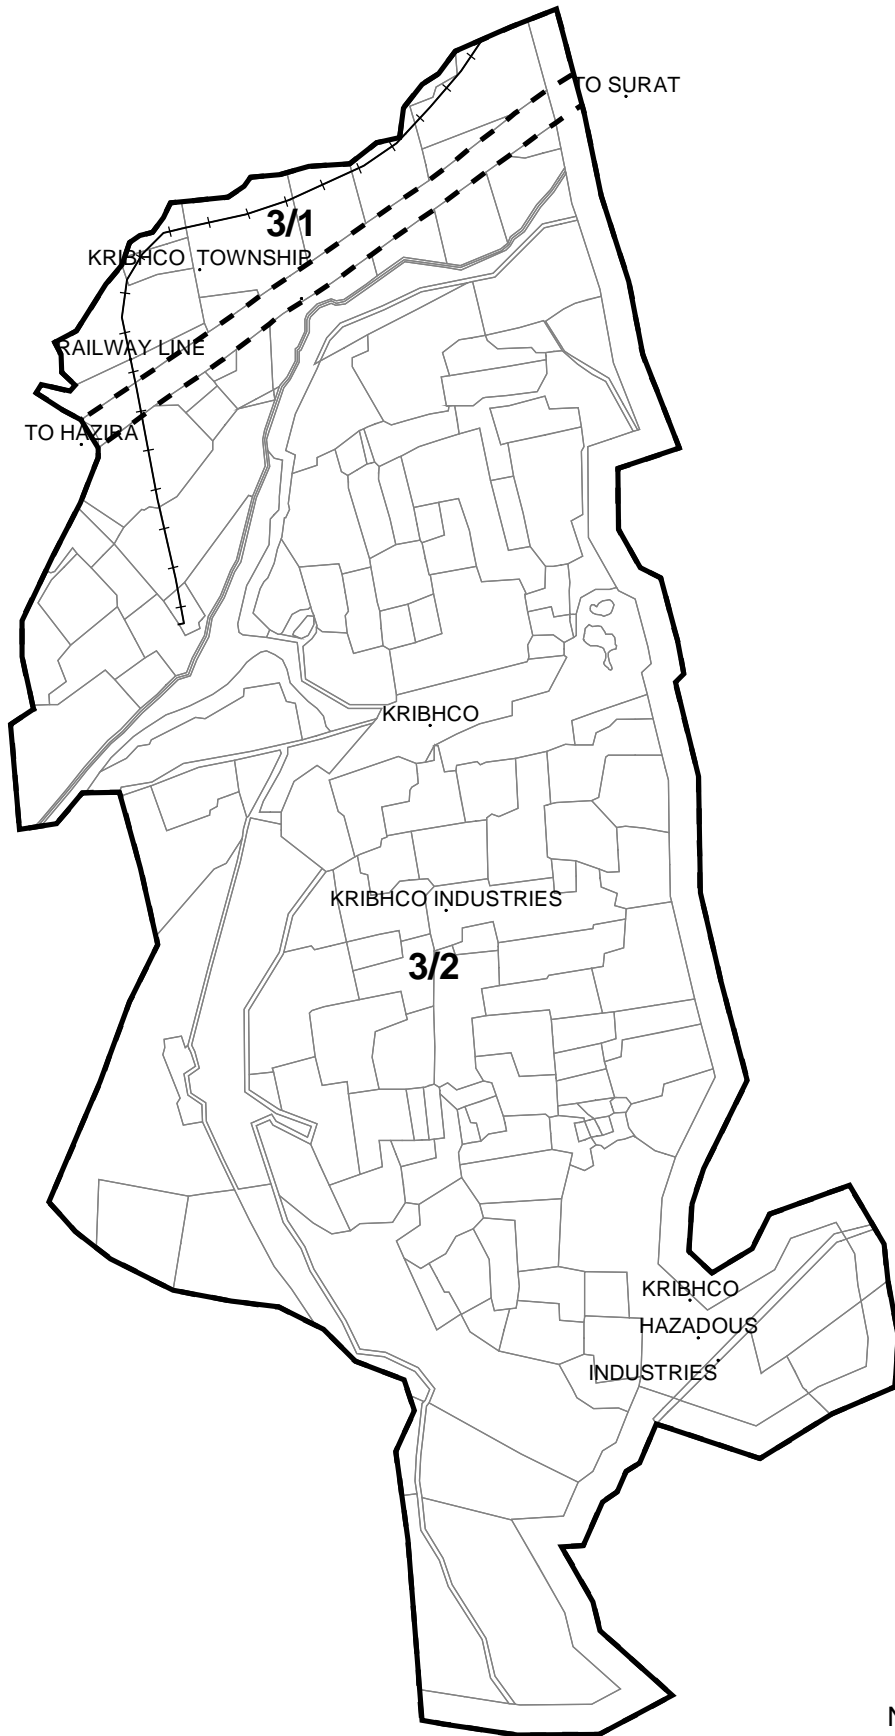 TO SURAT
3/1
KRIBHCO TOWNSHIP
RAILWAY LINE
TO HAZIRA
KRIBHCO
KRIBHCO INDUSTRIES
3/2
KRIBHCO
HAZADOUS
INDUSTRIES